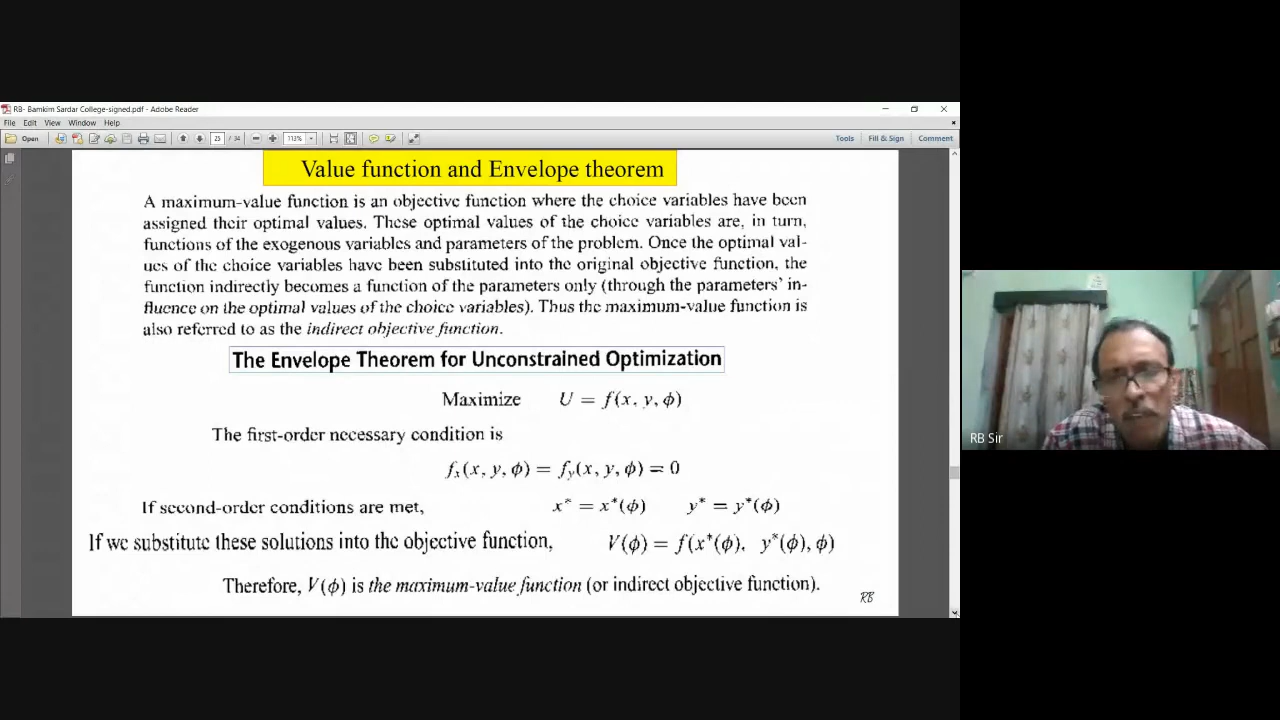 RB- Bamkim Sardar College-signed.pdf - Adobe Reader
File Edit View Window Help
Open 25 / 34 113% Tools Fill & Sign Comment
Value function and Envelope theorem
A maximum-value function is an objective function where the choice variables have been
assigned their optimal values. These optimal values of the choice variables are, in turn,
functions of the exogenous variables and parameters of the problem. Once the optimal val-
ues of the choice variables have been substituted into the original objective function, the
function indirectly becomes a function of the parameters only (through the parameters' in-
fluence on the optimal values of the choice variables). Thus the maximum-value function is
also referred to as the indirect objective function.
The Envelope Theorem for Unconstrained Optimization
Maximize U = f(x, y, ϕ)
The first-order necessary condition is
fx(x, y, ϕ) = fy(x, y, ϕ) = 0
If second-order conditions are met, x* = x*(ϕ) y* = y*(ϕ)
If we substitute these solutions into the objective function, V(ϕ) = f(x*(ϕ), y*(ϕ), ϕ)
Therefore, V(ϕ) is the maximum-value function (or indirect objective function).
RB
RB Sir